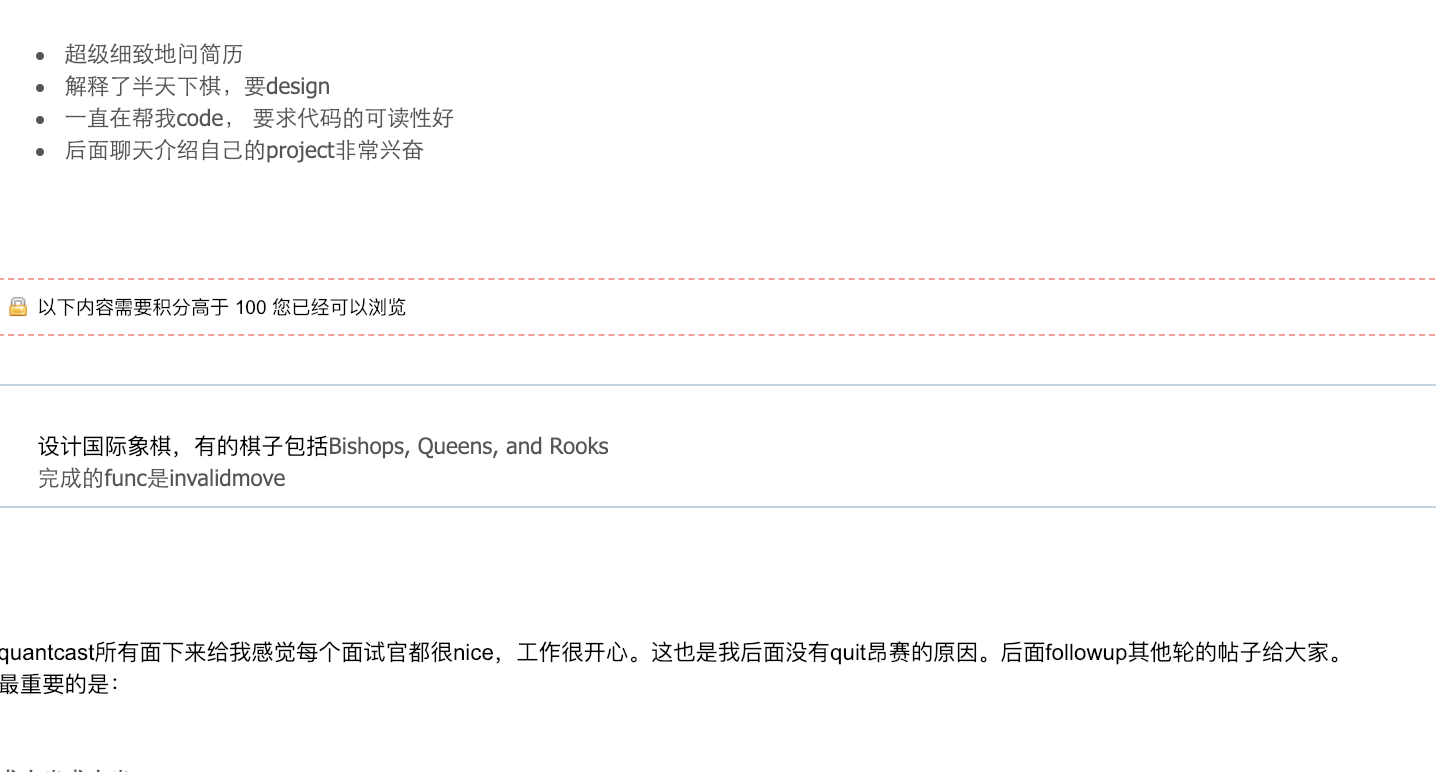 超级细致地问简历
解释了半天下棋，要design
一直在帮我code， 要求代码的可读性好
后面聊天介绍自己的project非常兴奋
以下内容需要积分高于 100 您已经可以浏览
设计国际象棋，有的棋子包括Bishops, Queens, and Rooks
完成的func是invalidmove
quantcast所有面下来给我感觉每个面试官都很nice，工作很开心。这也是我后面没有quit昂赛的原因。后面followup其他轮的帖子给大家。
最重要的是：